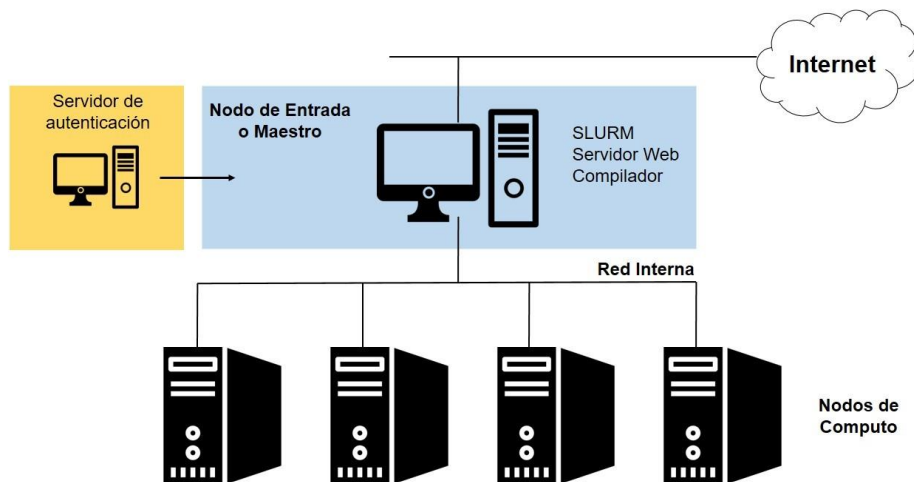 Internet
Servidor de
autenticación
Nodo de Entrada
o Maestro
SLURM
Servidor Web
Compilador
Red Interna
Nodos de
Computo